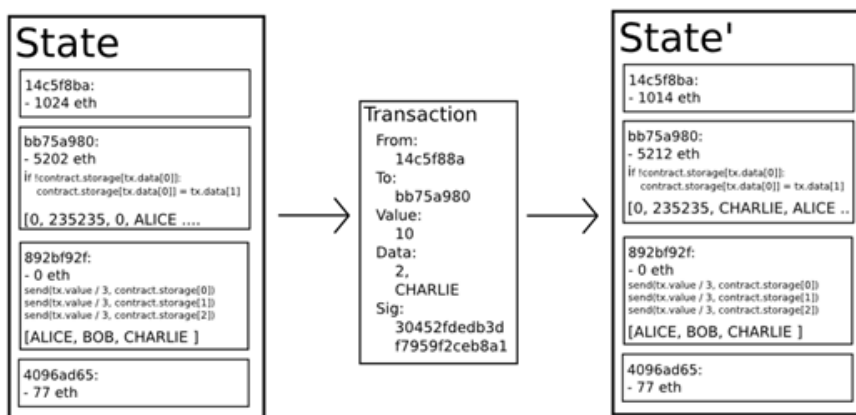 State
14c5f8ba:
- 1024 eth
bb75a980:
- 5202 eth
if !contract.storage[tx.data[0]]:
contract.storage[tx.data[0]] = tx.data[1]
[0, 235235, 0, ALICE ....
892bf92f:
- 0 eth
send(tx.value / 3, contract.storage[0])
send(tx.value / 3, contract.storage[1])
send(tx.value / 3, contract.storage[2])
[ALICE, BOB, CHARLIE ]
4096ad65:
- 77 eth
Transaction
From:
14c5f88a
To:
bb75a980
Value:
10
Data:
2,
CHARLIE
Sig:
30452fdedb3d
f7959f2ceb8a1
State'
14c5f8ba:
- 1014 eth
bb75a980:
- 5212 eth
if !contract.storage[tx.data[0]]:
contract.storage[tx.data[0]] = tx.data[1]
[0, 235235, CHARLIE, ALICE ..
892bf92f:
- 0 eth
send(tx.value / 3, contract.storage[0])
send(tx.value / 3, contract.storage[1])
send(tx.value / 3, contract.storage[2])
[ALICE, BOB, CHARLIE ]
4096ad65:
- 77 eth